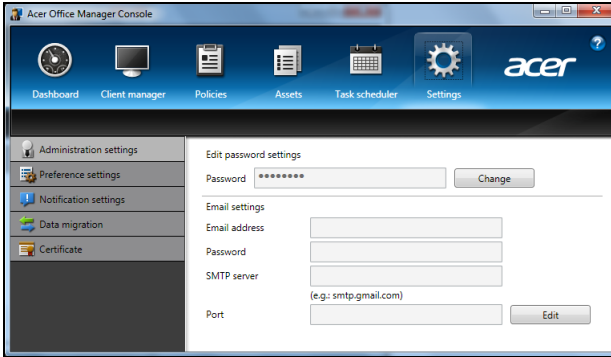 Acer Office Manager Console
?
acer
Dashboard Client manager Policies Assets Task scheduler Settings
Administration settings
Preference settings
Notification settings
Data migration
Certificate
Edit password settings
Password ******** Change
Email settings
Email address
Password
SMTP server
(e.g.: smtp.gmail.com)
Port Edit